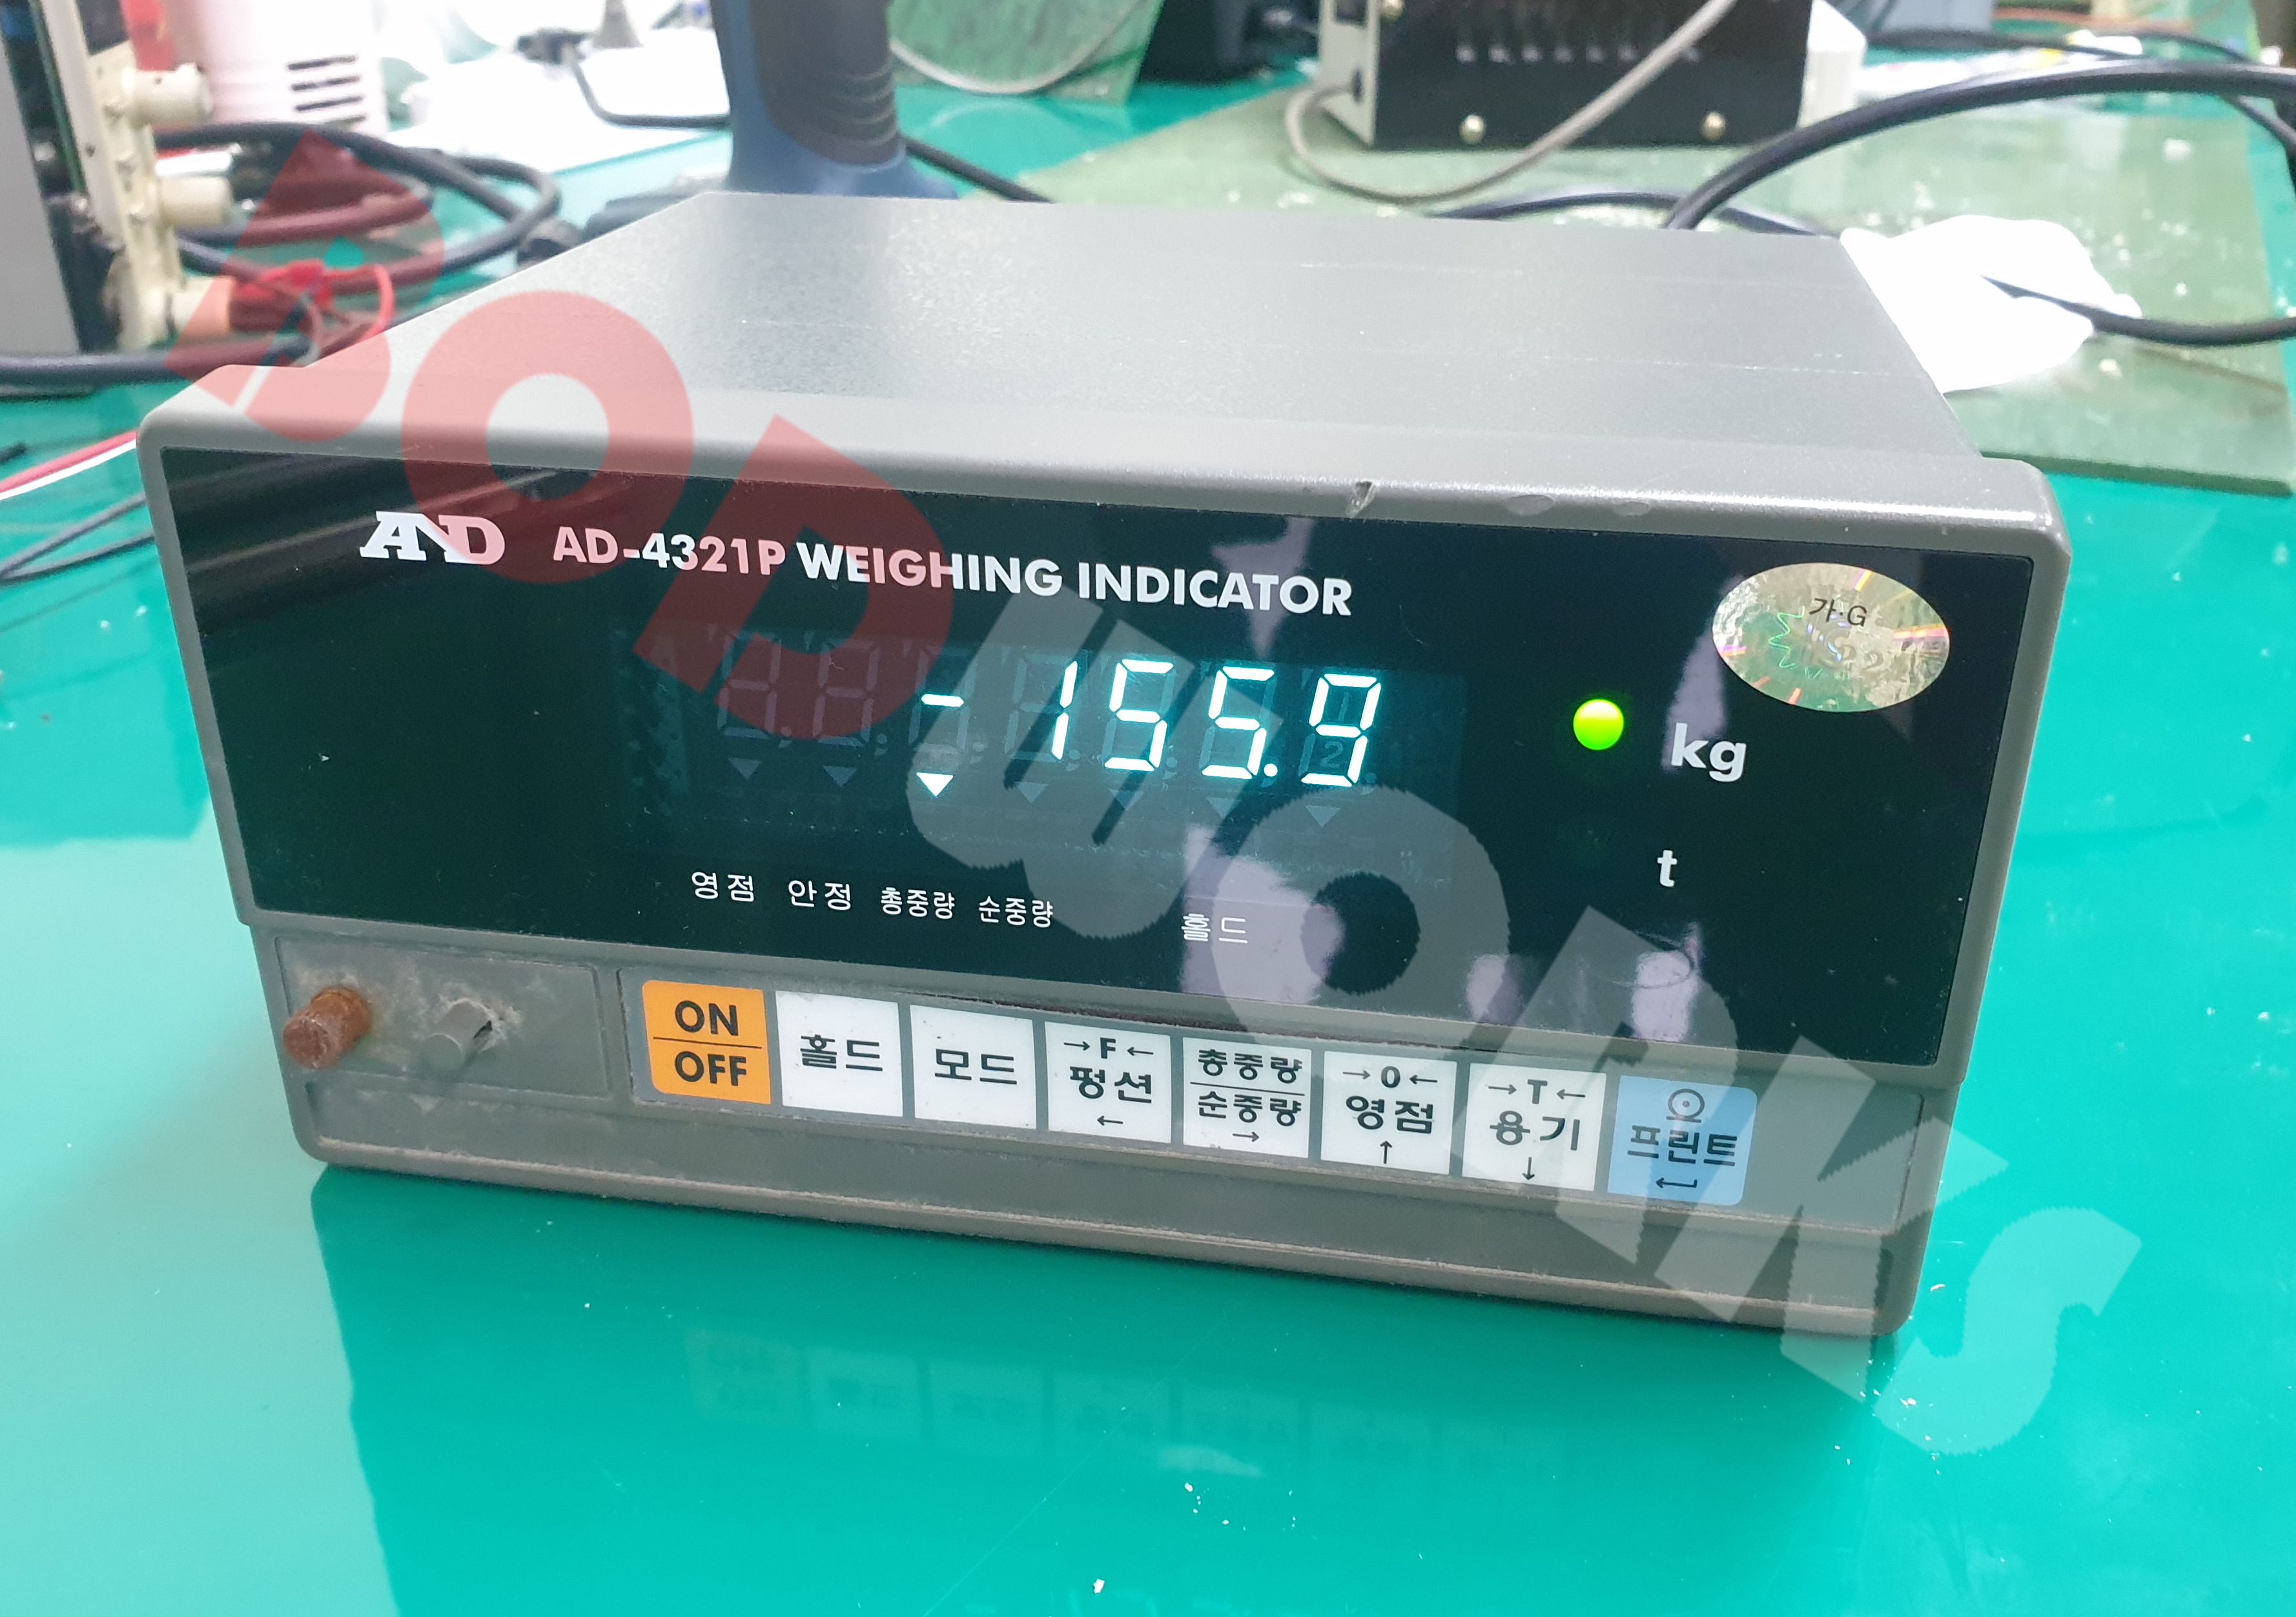 AND AD-4321P WEIGHING INDICATOR
가·G
-155.9 kg
t
영점 안정 총중량 순중량 홀드
ON
OFF
홀드
모드
→F←
펑션
←
총중량
순중량
→
→0←
영점
↑
→T←
용기
↓
프린트
BODWORKS